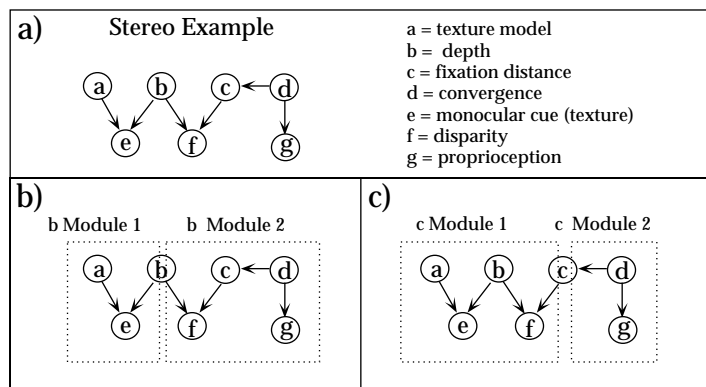 a) Stereo Example
a b c d
e f g
a = texture model
b = depth
c = fixation distance
d = convergence
e = monocular cue (texture)
f = disparity
g = proprioception
b)
b Module 1 b Module 2
a b c d
e f g
c)
c Module 1 c Module 2
a b c d
e f g